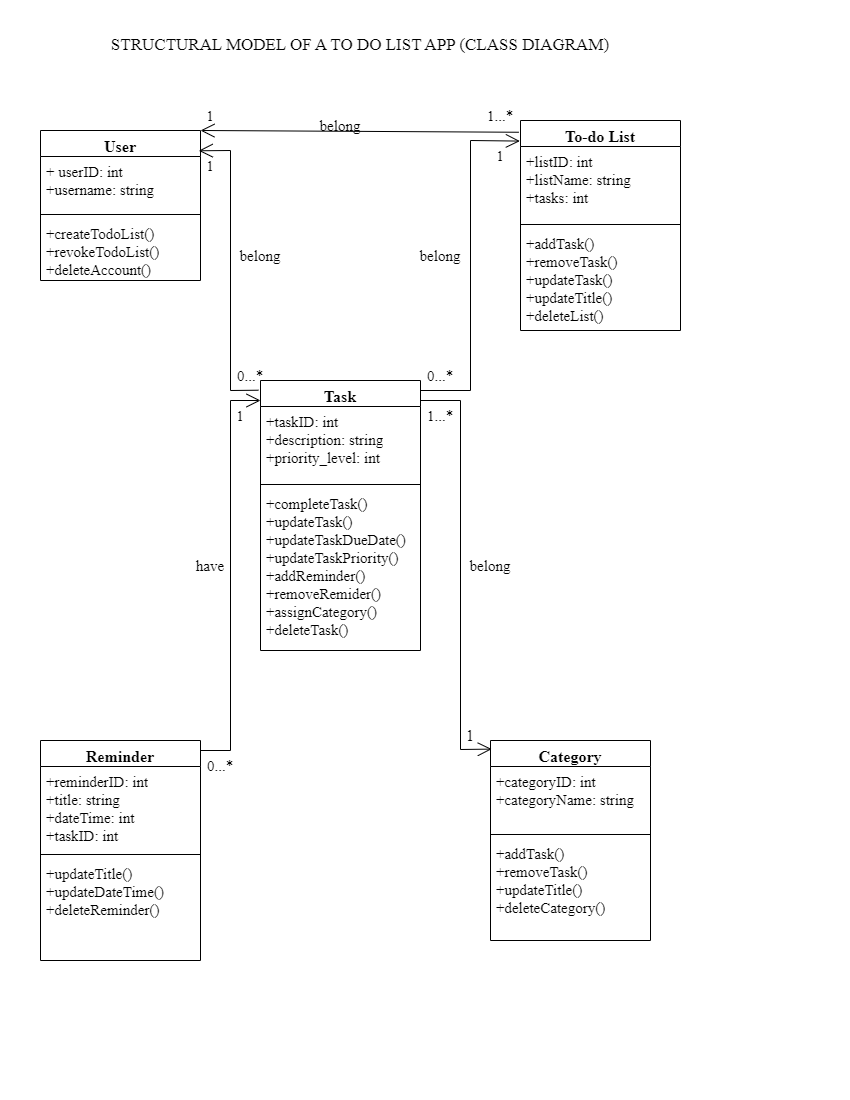 STRUCTURAL MODEL OF A TO DO LIST APP (CLASS DIAGRAM)
1
belong
1...*
User
+ userID: int
+username: string
+createTodoList()
+revokeTodoList()
+deleteAccount()
1
To-do List
+listID: int
+listName: string
+tasks: int
+addTask()
+removeTask()
+updateTask()
+updateTitle()
+deleteList()
1
belong
belong
0...*
0...*
Task
+taskID: int
+description: string
+priority_level: int
+completeTask()
+updateTask()
+updateTaskDueDate()
+updateTaskPriority()
+addReminder()
+removeRemider()
+assignCategory()
+deleteTask()
1
1...*
have
belong
Reminder
+reminderID: int
+title: string
+dateTime: int
+taskID: int
+updateTitle()
+updateDateTime()
+deleteReminder()
0...*
1
Category
+categoryID: int
+categoryName: string
+addTask()
+removeTask()
+updateTitle()
+deleteCategory()